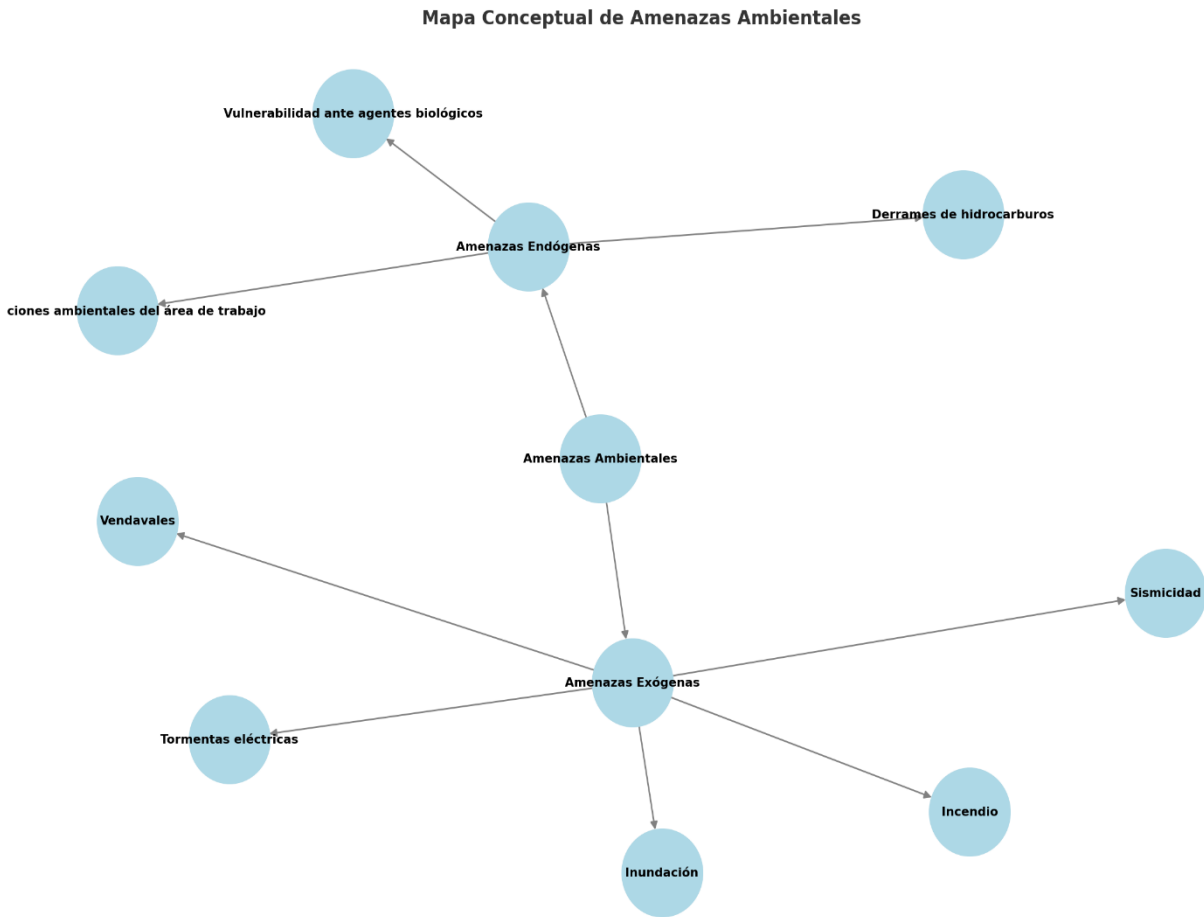 Mapa Conceptual de Amenazas Ambientales
Vulnerabilidad ante agentes biológicos
Derrames de hidrocarburos
Amenazas Endógenas
ciones ambientales del área de trabajo
Amenazas Ambientales
Vendavales
Sismicidad
Amenazas Exógenas
Tormentas eléctricas
Incendio
Inundación